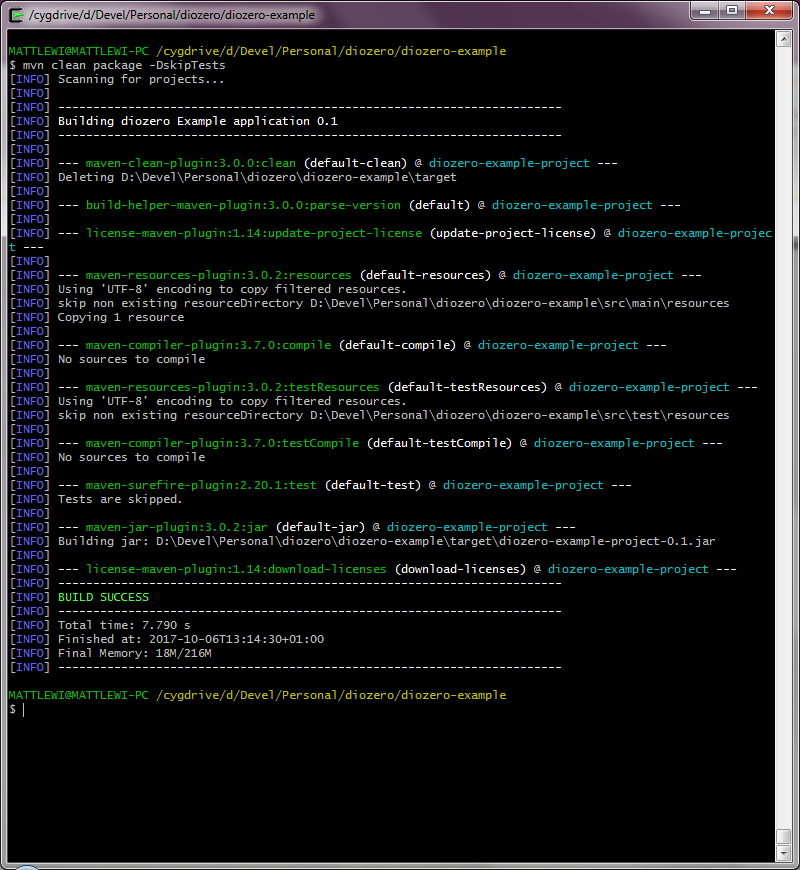 /cygdrive/d/Devel/Personal/diozero/diozero-example
MATTLEWI@MATTLEWI-PC /cygdrive/d/Devel/Personal/diozero/diozero-example
$ mvn clean package -DskipTests
[INFO] Scanning for projects...
[INFO]
[INFO] ------------------------------------------------------------------------
[INFO] Building diozero Example application 0.1
[INFO] ------------------------------------------------------------------------
[INFO]
[INFO] --- maven-clean-plugin:3.0.0:clean (default-clean) @ diozero-example-project ---
[INFO] Deleting D:\Devel\Personal\diozero\diozero-example\target
[INFO]
[INFO] --- build-helper-maven-plugin:3.0.0:parse-version (default) @ diozero-example-project ---
[INFO]
[INFO] --- license-maven-plugin:1.14:update-project-license (update-project-license) @ diozero-example-projec
t ---
[INFO]
[INFO] --- maven-resources-plugin:3.0.2:resources (default-resources) @ diozero-example-project ---
[INFO] Using 'UTF-8' encoding to copy filtered resources.
[INFO] skip non existing resourceDirectory D:\Devel\Personal\diozero\diozero-example\src\main\resources
[INFO] Copying 1 resource
[INFO]
[INFO] --- maven-compiler-plugin:3.7.0:compile (default-compile) @ diozero-example-project ---
[INFO] No sources to compile
[INFO]
[INFO] --- maven-resources-plugin:3.0.2:testResources (default-testResources) @ diozero-example-project ---
[INFO] Using 'UTF-8' encoding to copy filtered resources.
[INFO] skip non existing resourceDirectory D:\Devel\Personal\diozero\diozero-example\src\test\resources
[INFO]
[INFO] --- maven-compiler-plugin:3.7.0:testCompile (default-testCompile) @ diozero-example-project ---
[INFO] No sources to compile
[INFO]
[INFO] --- maven-surefire-plugin:2.20.1:test (default-test) @ diozero-example-project ---
[INFO] Tests are skipped.
[INFO]
[INFO] --- maven-jar-plugin:3.0.2:jar (default-jar) @ diozero-example-project ---
[INFO] Building jar: D:\Devel\Personal\diozero\diozero-example\target\diozero-example-project-0.1.jar
[INFO]
[INFO] --- license-maven-plugin:1.14:download-licenses (download-licenses) @ diozero-example-project ---
[INFO] ------------------------------------------------------------------------
[INFO] BUILD SUCCESS
[INFO] ------------------------------------------------------------------------
[INFO] Total time: 7.790 s
[INFO] Finished at: 2017-10-06T13:14:30+01:00
[INFO] Final Memory: 18M/216M
[INFO] ------------------------------------------------------------------------
MATTLEWI@MATTLEWI-PC /cygdrive/d/Devel/Personal/diozero/diozero-example
$